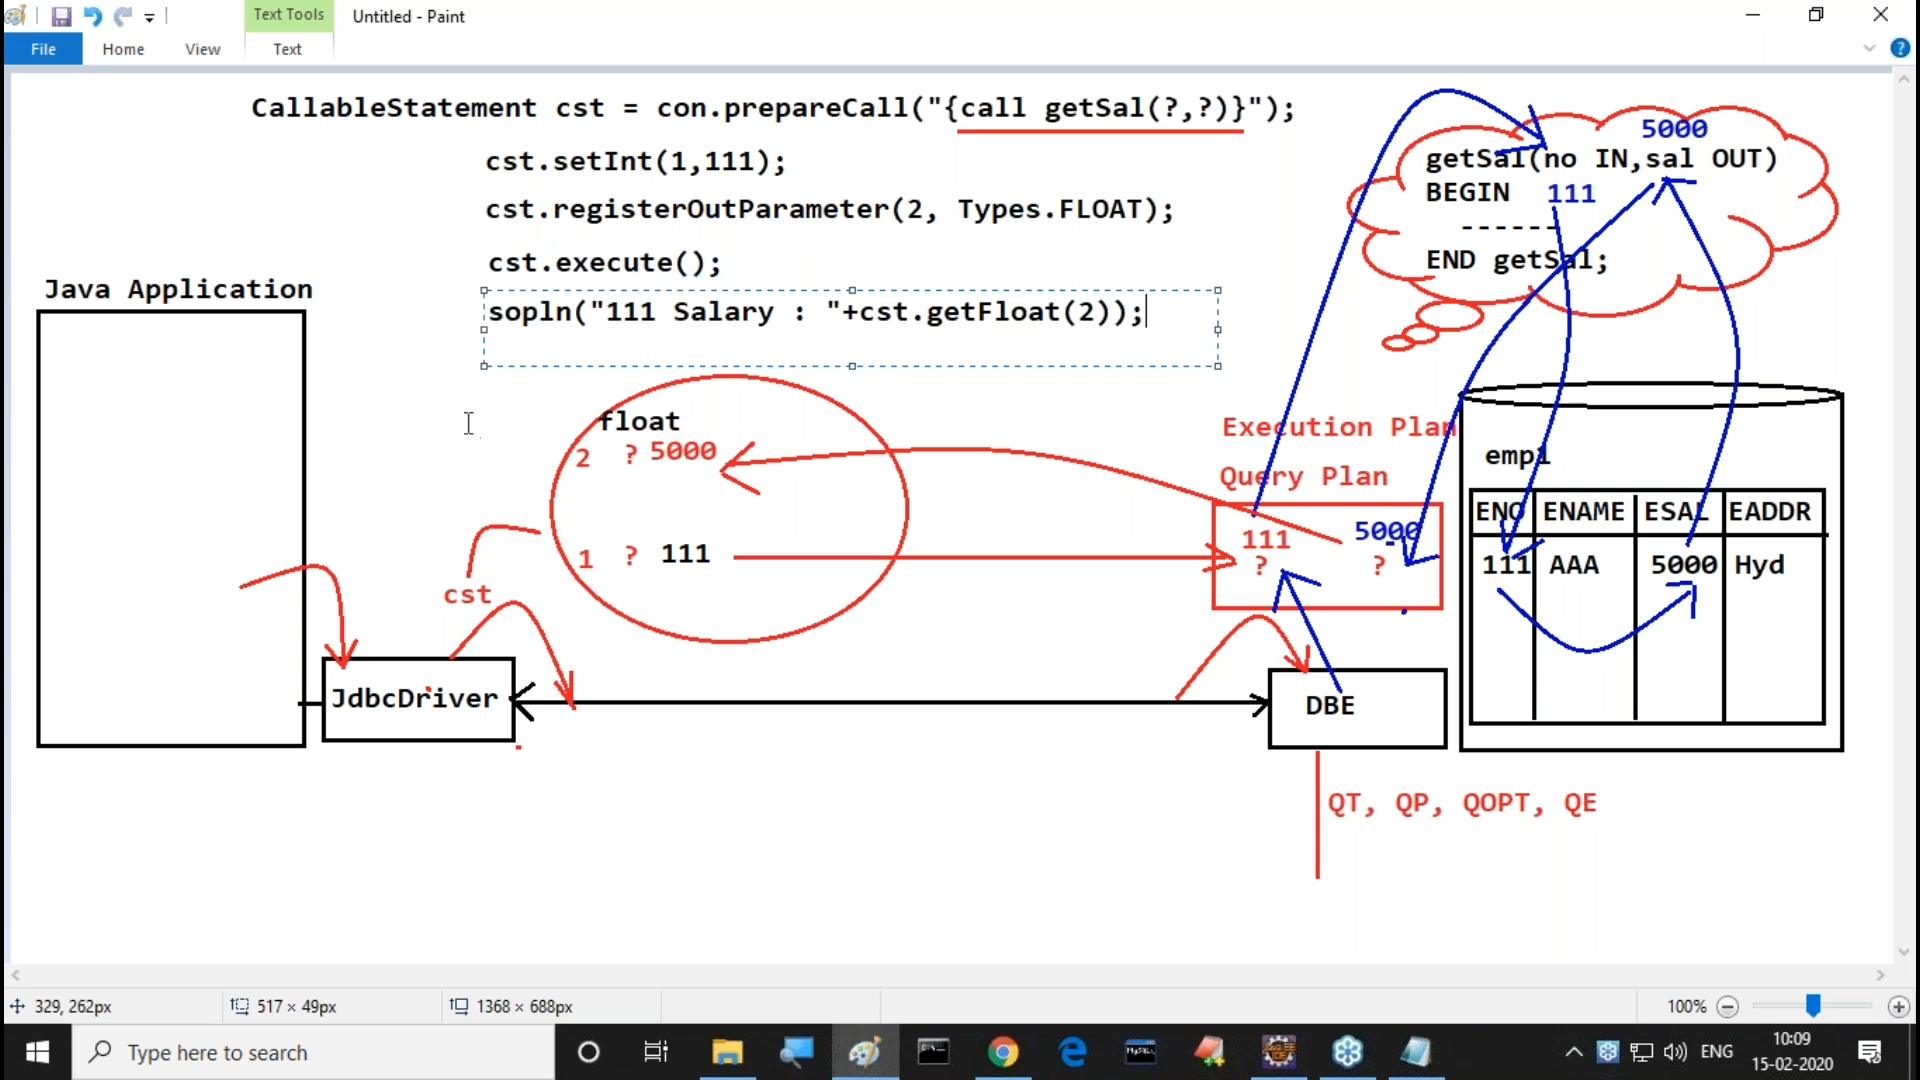 Text Tools
Untitled - Paint
File
Home
View
Text
CallableStatement cst = con.prepareCall("{call getSal(?,?)}");
cst.setInt(1,111);
cst.registerOutParameter(2, Types.FLOAT);
cst.execute();
sopln("111 Salary : "+cst.getFloat(2));
5000
getSal(no IN,sal OUT)
BEGIN 111
------
END getSal;
Java Application
float
2 ? 5000
1 ? 111
cst
Execution Plan
Query Plan
111 5000
? ?
emp1
ENO ENAME ESAL EADDR
111 AAA 5000 Hyd
JdbcDriver
DBE
QT, QP, QOPT, QE
329, 262px
517 × 49px
1368 × 688px
100%
Type here to search
ENG
10:09
15-02-2020